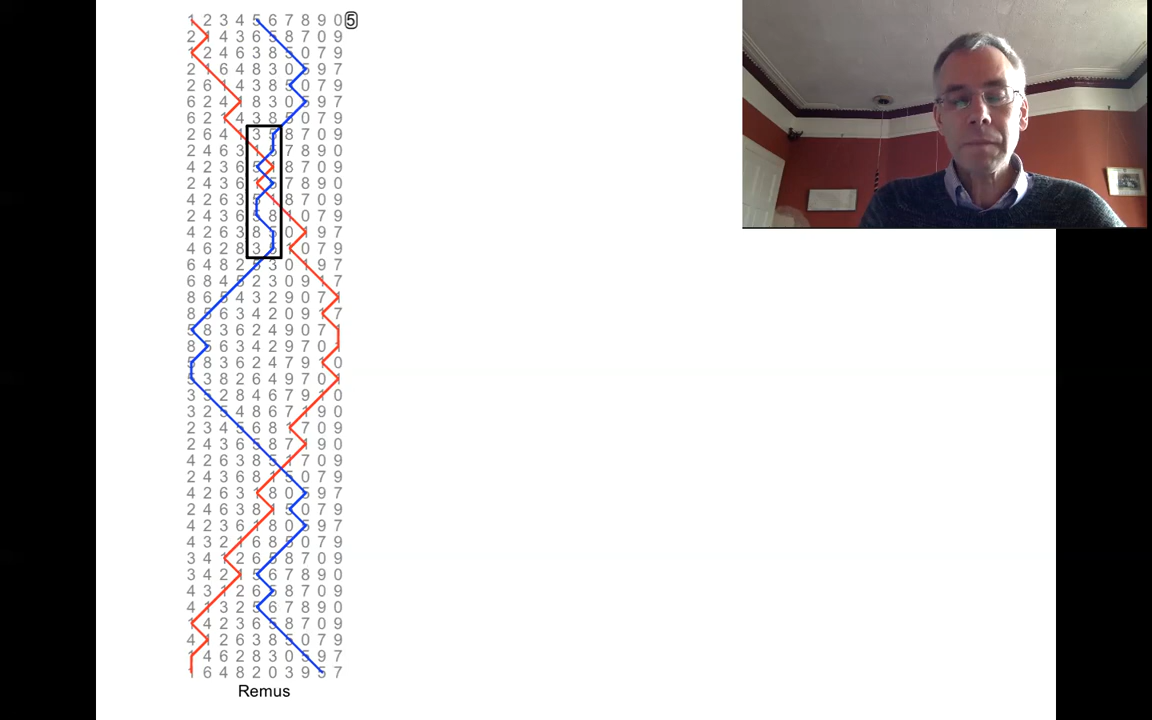 1 2 3 4 5 6 7 8 9 0 5
2 1 4 3 6 5 8 7 0 9
1 2 4 6 3 8 5 0 7 9
2 1 6 4 8 3 0 5 9 7
2 6 1 4 3 8 5 0 7 9
6 2 4 1 8 3 0 5 9 7
6 2 1 4 3 8 5 0 7 9
2 6 4 1 3 5 8 7 0 9
2 4 6 3 1 5 7 8 9 0
4 2 3 6 5 1 8 7 0 9
2 4 3 6 1 5 7 8 9 0
4 2 6 3 5 1 8 7 0 9
2 4 3 6 5 8 1 0 7 9
4 2 6 3 8 5 0 1 9 7
4 6 2 8 3 5 1 0 7 9
6 4 8 2 5 3 0 1 9 7
6 8 4 5 2 3 0 9 1 7
8 6 5 4 3 2 9 0 7 1
8 5 6 3 4 2 0 9 1 7
5 8 3 6 2 4 9 0 7 1
8 5 6 3 4 2 9 7 0 1
5 8 3 6 2 4 7 9 1 0
5 3 8 2 6 4 9 7 0 1
3 5 2 8 4 6 7 9 1 0
3 2 5 4 8 6 7 1 9 0
2 3 4 5 6 8 1 7 0 9
2 4 3 6 5 8 7 1 9 0
4 2 6 3 8 5 1 7 0 9
2 4 3 6 8 1 5 0 7 9
4 2 6 3 1 8 0 5 9 7
2 4 6 3 8 1 5 0 7 9
4 2 3 6 1 8 0 5 9 7
4 3 2 1 6 8 5 0 7 9
3 4 1 2 6 5 8 7 0 9
3 4 2 1 5 6 7 8 9 0
4 3 1 2 6 5 8 7 0 9
4 1 3 2 5 6 7 8 9 0
1 4 2 3 6 5 8 7 0 9
4 1 2 6 3 8 5 0 7 9
1 4 6 2 8 3 0 5 9 7
1 6 4 8 2 0 3 9 5 7
Remus